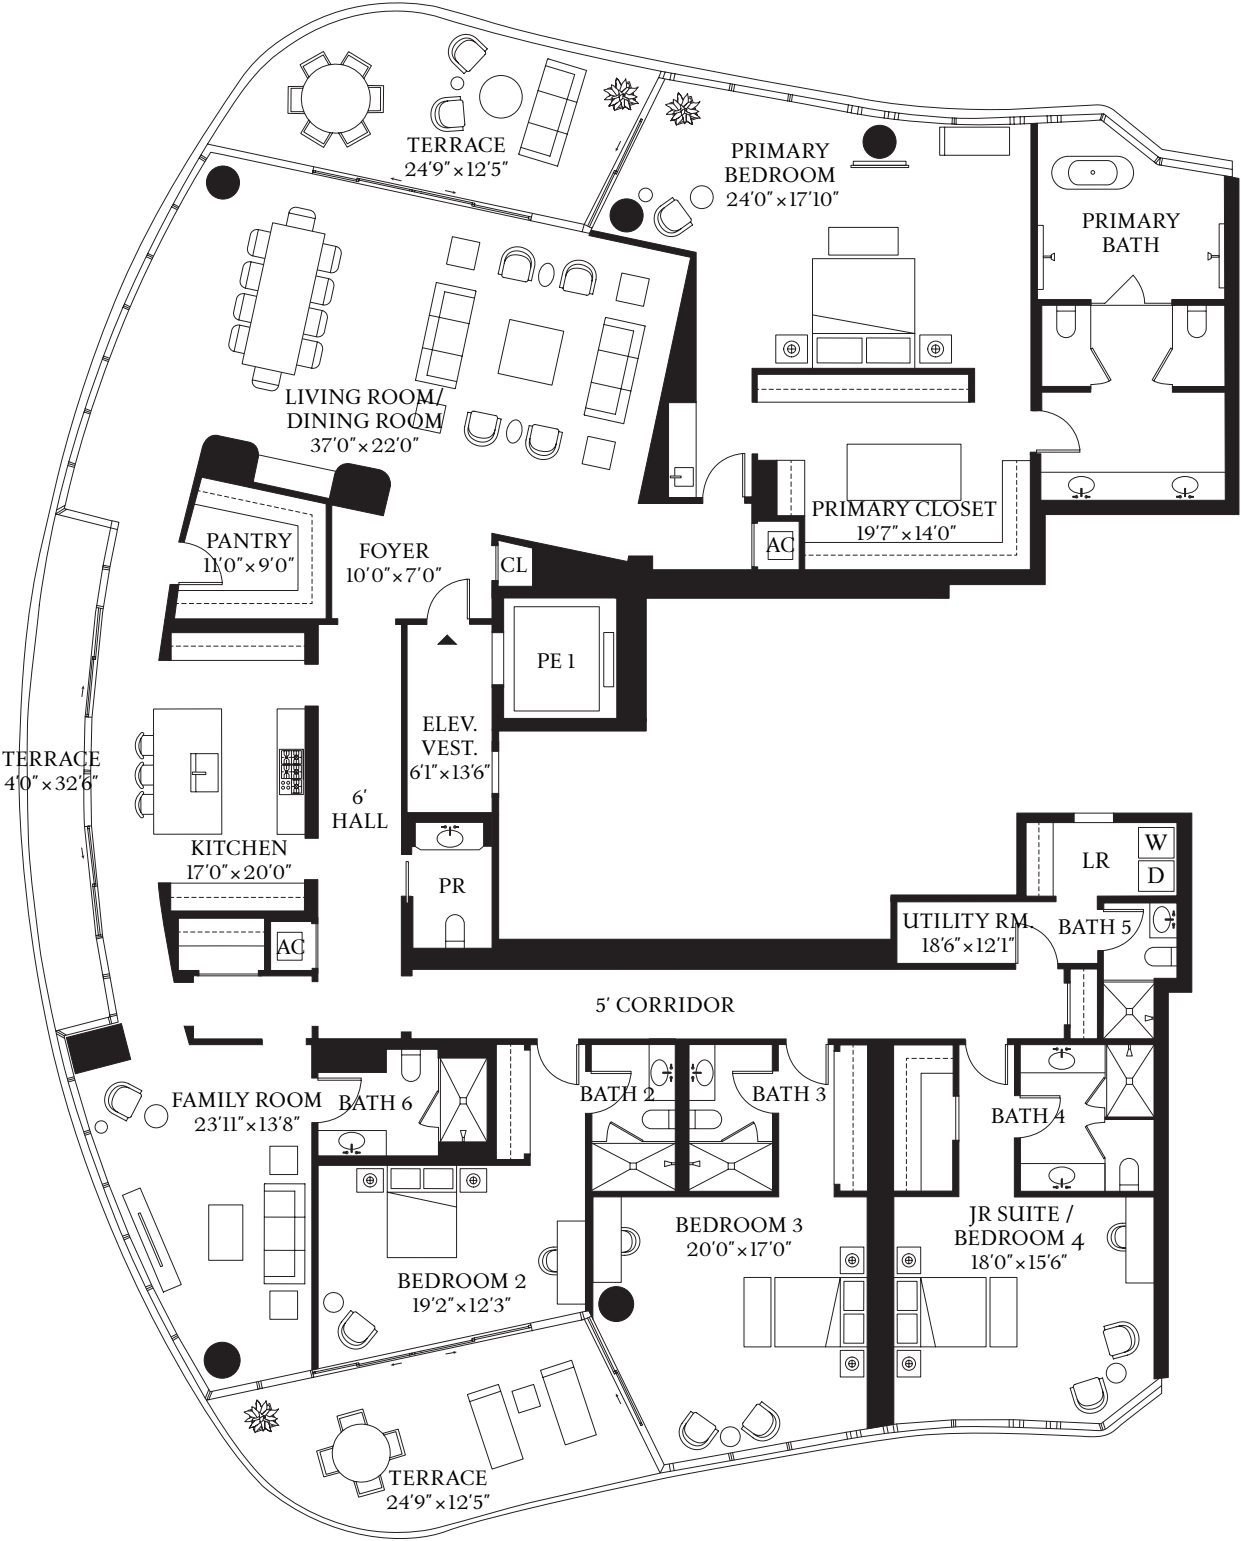 TERRACE
24'9"×12'5"
PRIMARY
BEDROOM
24'0"×17'10"
PRIMARY
BATH
LIVING ROOM/
DINING ROOM
37'0"×22'0"
PRIMARY CLOSET
19'7"×14'0"
AC
PANTRY
11'0"×9'0"
FOYER
10'0"×7'0"
CL
PE 1
ELEV.
VEST.
6'1"×13'6"
TERRACE
4'0"×32'6"
6'
HALL
KITCHEN
17'0"×20'0"
PR
W
LR
D
UTILITY RM.
18'6"×12'1"
BATH 5
AC
5' CORRIDOR
FAMILY ROOM
23'11"×13'8"
BATH 6
BATH 2
BATH 3
BATH 4
BEDROOM 3
20'0"×17'0"
JR SUITE /
BEDROOM 4
18'0"×15'6"
BEDROOM 2
19'2"×12'3"
TERRACE
24'9"×12'5"